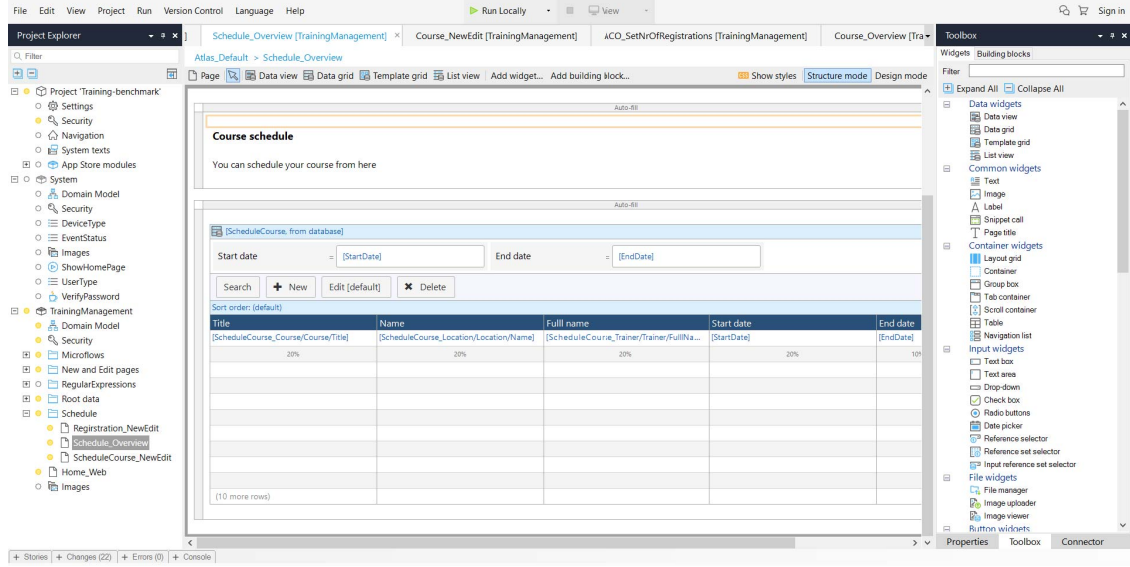 File Edit View Project Run Version Control Language Help Run Locally View Sign in
Project Explorer
Filter
Project 'Training-benchmark'
Settings
Security
Navigation
System texts
App Store modules
System
Domain Model
Security
DeviceType
EventStatus
Images
ShowHomePage
UserType
VerifyPassword
TrainingManagement
Domain Model
Security
Microflows
New and Edit pages
RegularExpressions
Root data
Schedule
Regirstration_NewEdit
Schedule_Overview
ScheduleCourse_NewEdit
Home_Web
Images
] Schedule_Overview [TrainingManagement] × Course_NewEdit [TrainingManagement] ACO_SetNrOfRegistrations [TrainingManagement] Course_Overview [Tra
Atlas_Default > Schedule_Overview
Page Data view Data grid Template grid List view Add widget... Add building block... Show styles Structure mode Design mode
Auto-fill
Course schedule
You can schedule your course from here
Auto-fill
[ScheduleCourse, from database]
Start date = [StartDate] End date = [EndDate]
Search + New Edit [default] ✖ Delete
Sort order: (default)
Title Name Fulll name Start date End date
[ScheduleCourse_Course/Course/Title] [ScheduleCourse_Location/Location/Name] [ScheduleCourse_Trainer/Trainer/FullNa... [StartDate] [EndDate]
20% 20% 20% 20% 10%
(10 more rows)
Toolbox
Widgets Building blocks
Filter
Expand All Collapse All
Data widgets
Data view
Data grid
Template grid
List view
Common widgets
Text
Image
Label
Snippet call
Page title
Container widgets
Layout grid
Container
Group box
Tab container
Scroll container
Table
Navigation list
Input widgets
Text box
Text area
Drop-down
Check box
Radio buttons
Date picker
Reference selector
Reference set selector
Input reference set selector
File widgets
File manager
Image uploader
Image viewer
Button widgets
Properties Toolbox Connector
+ Stories + Changes (22) + Errors (0) + Console